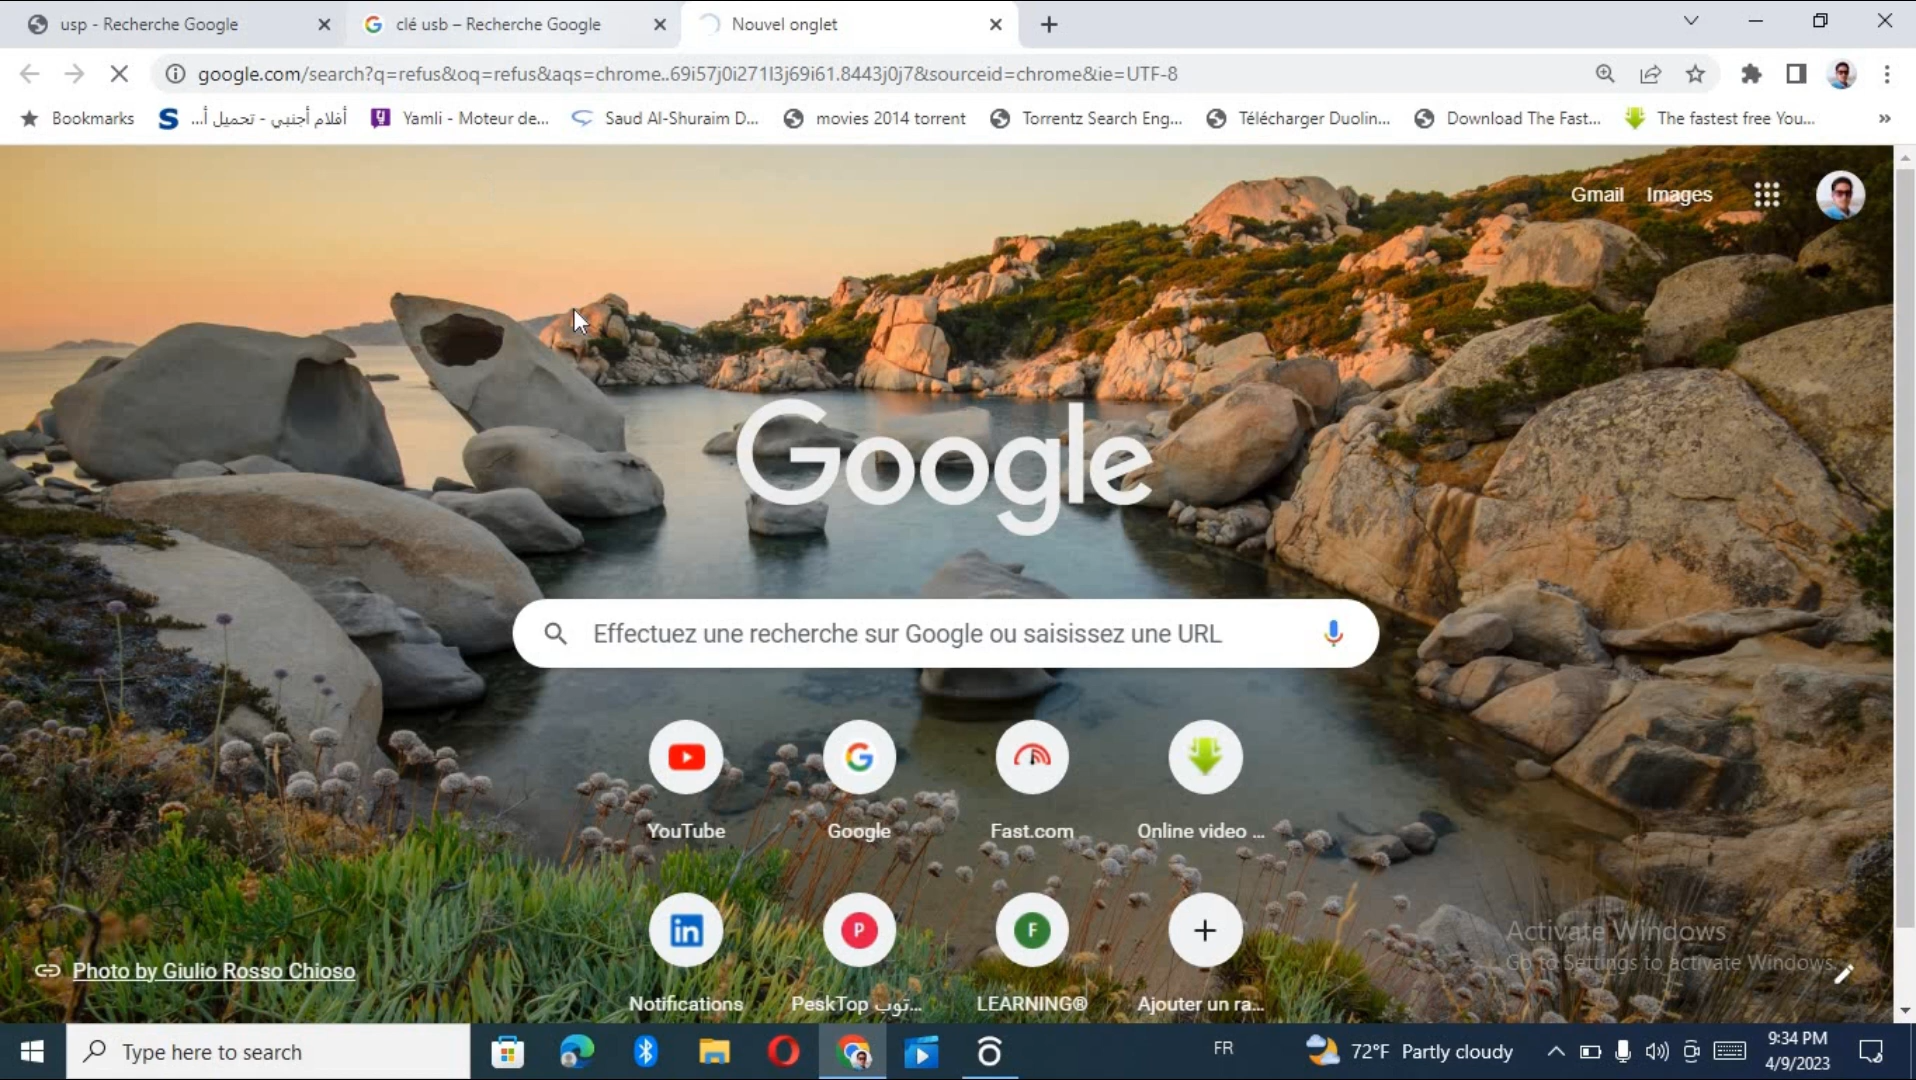 usp - Recherche Google
clé usb – Recherche Google
Nouvel onglet
google.com/search?q=refus&oq=refus&aqs=chrome..69i57j0i271l3j69i61.8443j0j7&sourceid=chrome&ie=UTF-8
Bookmarks
أفلام أجنبي - تحميل أ...
Yamli - Moteur de...
Saud Al-Shuraim D...
movies 2014 torrent
Torrentz Search Eng...
Télécharger Duolin...
Download The Fast...
The fastest free You...
»
Gmail Images
Google
Effectuez une recherche sur Google ou saisissez une URL
YouTube
Google
Fast.com
Online video ...
in
P
F
Notifications
PeskTop توب...
LEARNING®
Ajouter un ra...
Photo by Giulio Rosso Chioso
Activate Windows
Go to Settings to activate Windows.
Type here to search
FR
72°F Partly cloudy
9:34 PM
4/9/2023